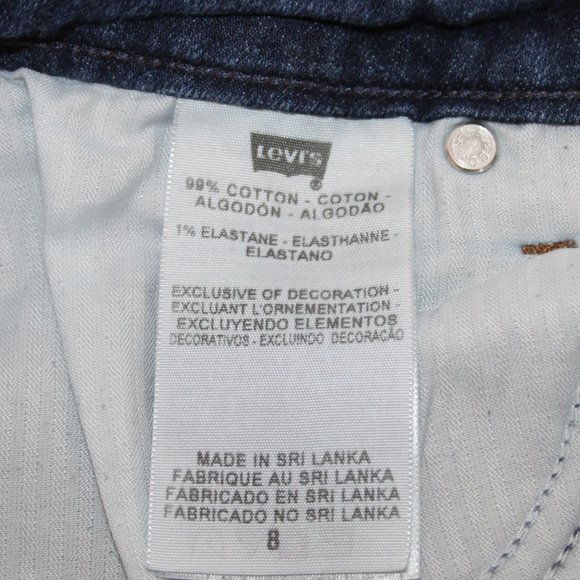 Levi's
®
99% COTTON - COTON -
ALGODÓN - ALGODÃO
1% ELASTANE - ELASTHANNE -
ELASTANO
EXCLUSIVE OF DECORATION -
EXCLUANT L'ORNEMENTATION -
EXCLUYENDO ELEMENTOS
DECORATIVOS - EXCLUINDO DECORAÇÃO
MADE IN SRI LANKA
FABRIQUE AU SRI LANKA
FABRICADO EN SRI LANKA
FABRICADO NO SRI LANKA
8